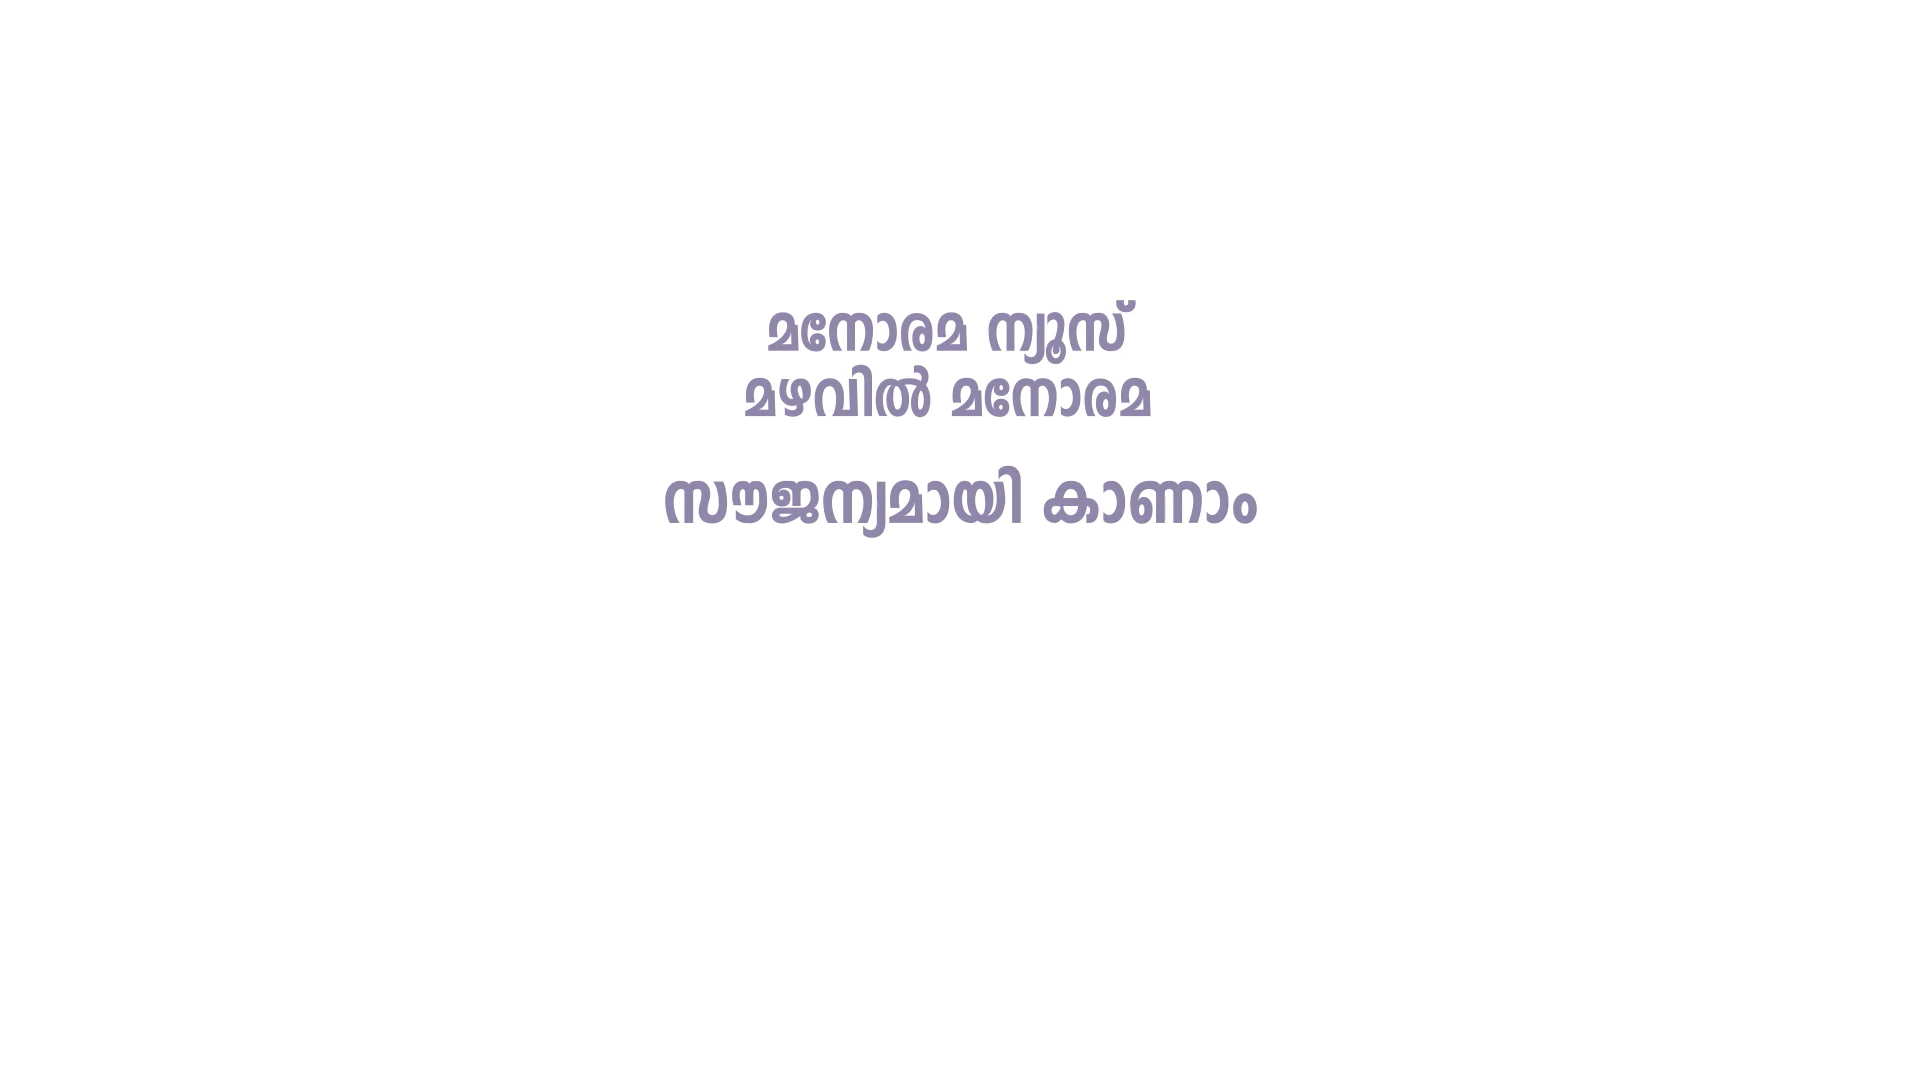 മനോരമ ന്യൂസ്
മഴവിൽ മനോരമ
സൗജന്യമായി കാണാം